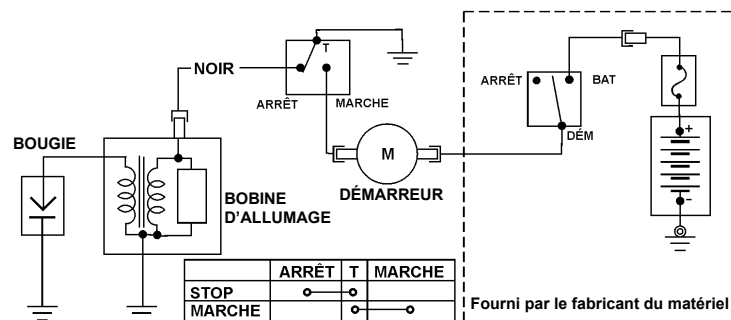 T
NOIR
ARRÊT
MARCHE
ARRÊT
BAT
DÉM
BOUGIE
M
DÉMARREUR
BOBINE
D'ALLUMAGE
+
-
ARRÊT T MARCHE
STOP
MARCHE
Fourni par le fabricant du matériel